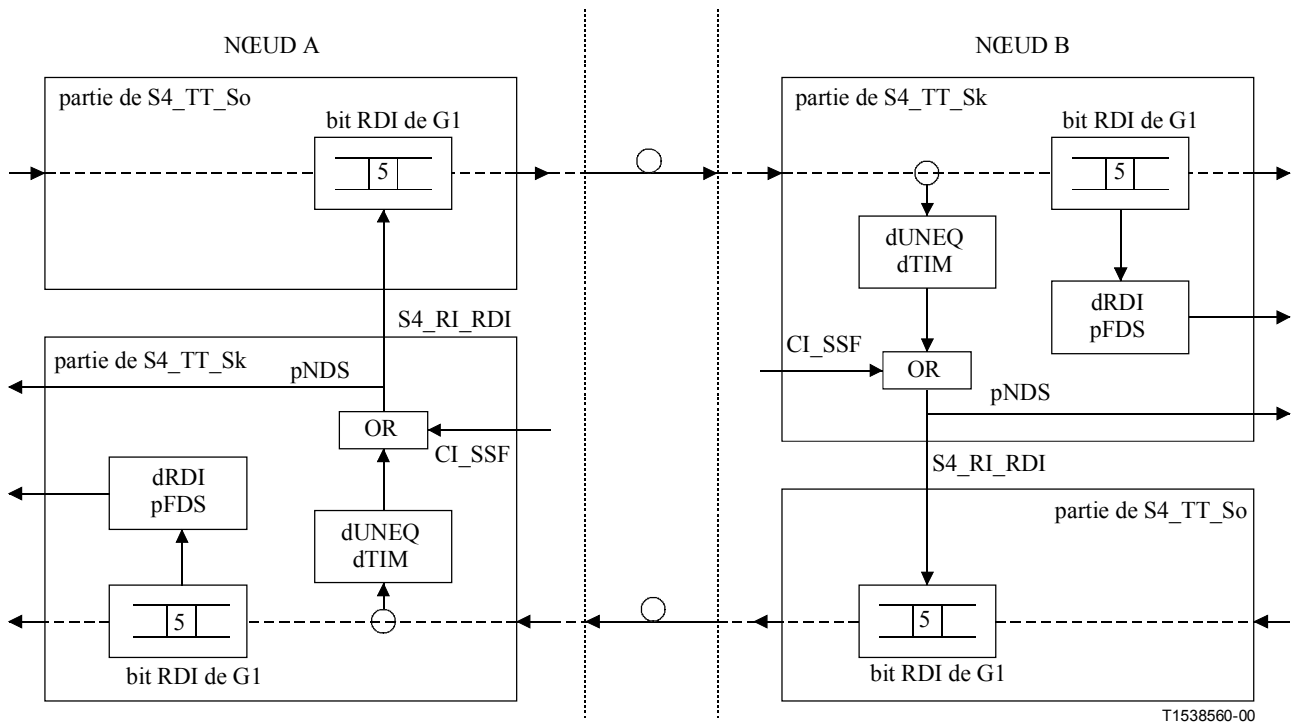 NŒUD A
partie de S4_TT_So
bit RDI de G1
5
S4_RI_RDI
partie de S4_TT_Sk
pNDS
OR
CI_SSF
dRDI
pFDS
dUNEQ
dTIM
5
bit RDI de G1
NŒUD B
partie de S4_TT_Sk
bit RDI de G1
5
dUNEQ
dTIM
dRDI
pFDS
CI_SSF
OR
pNDS
S4_RI_RDI
partie de S4_TT_So
5
bit RDI de G1
T1538560-00